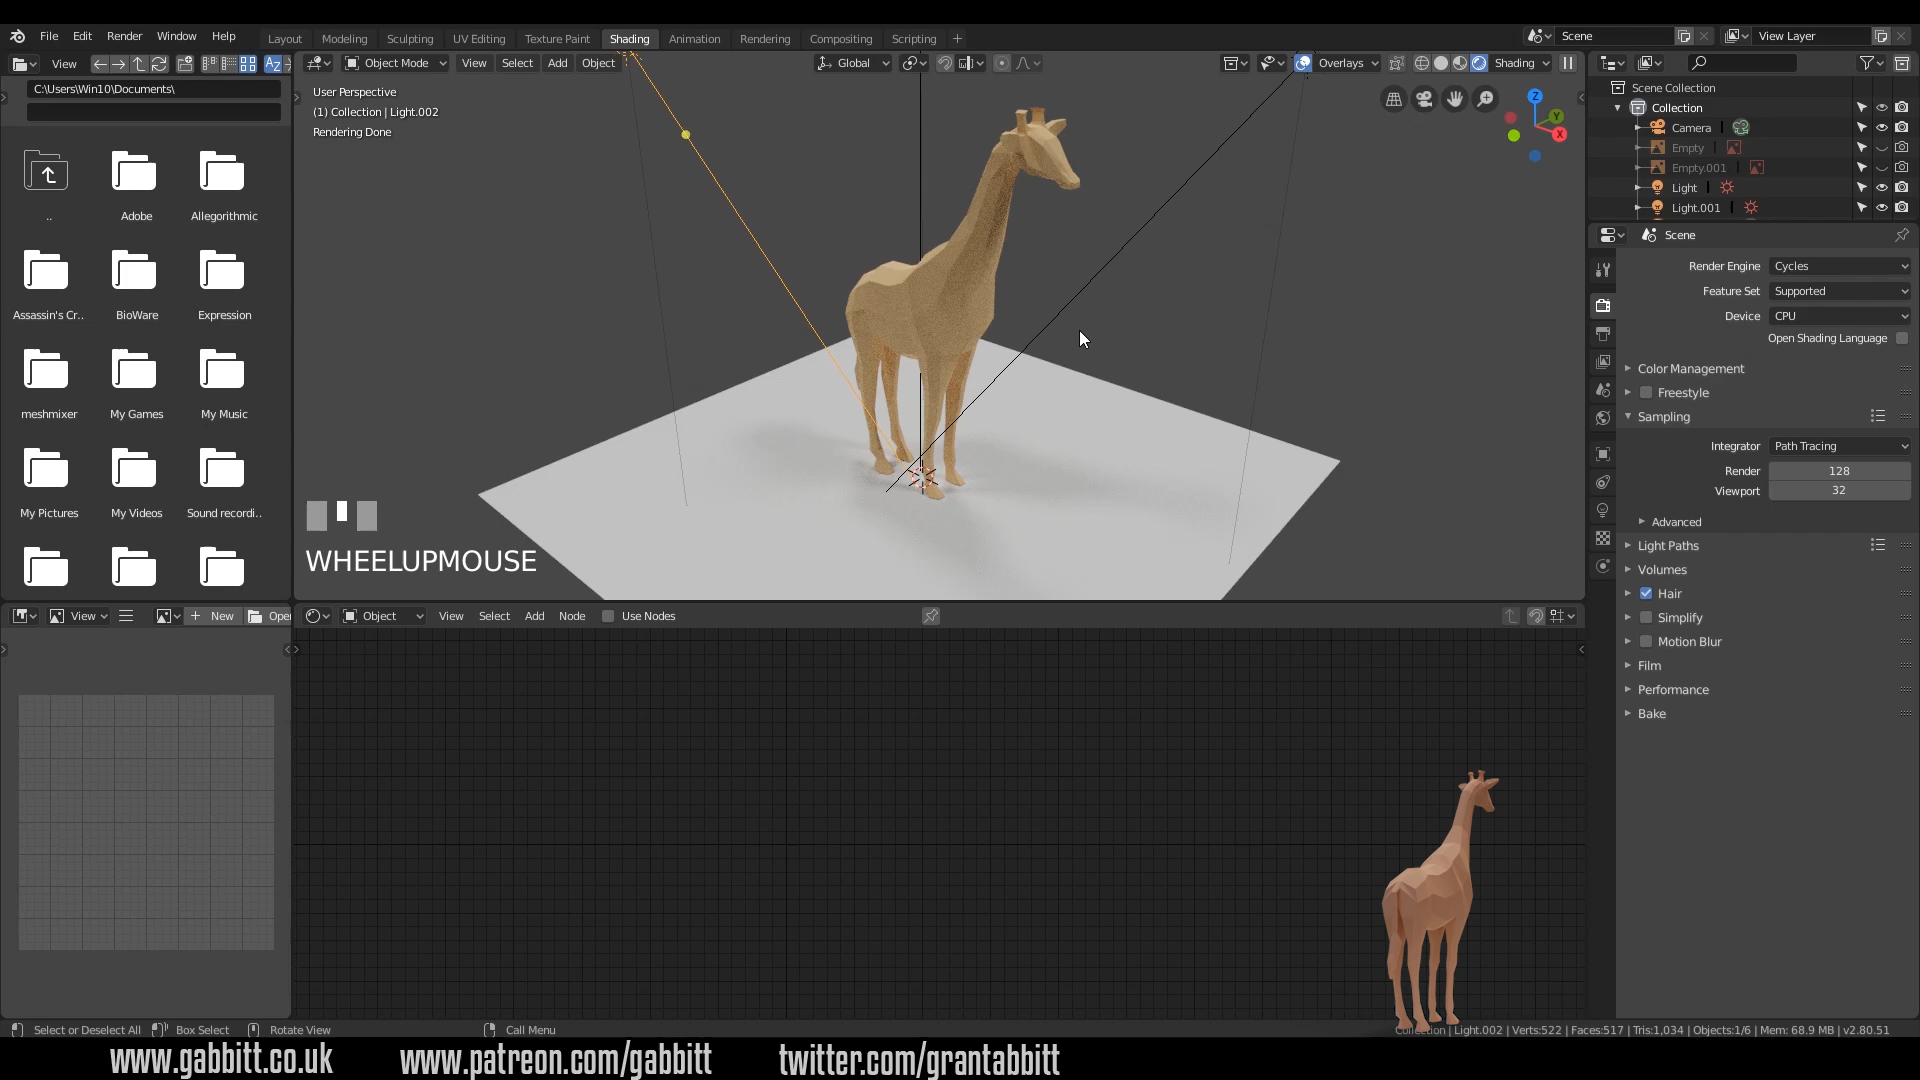 File Edit Render Window Help Layout Modeling Sculpting UV Editing Texture Paint Shading Animation Rendering Compositing Scripting + Scene View Layer
View
C:\Users\Win10\Documents\
..
Adobe
Allegorithmic
Assassin's Cr..
BioWare
Expression
meshmixer
My Games
My Music
My Pictures
My Videos
Sound recordi..
Object Mode View Select Add Object Global Overlays Shading
User Perspective
(1) Collection | Light.002
Rendering Done
Z
Y
X
WHEELUPMOUSE
Scene Collection
Collection
Camera
Empty
Empty.001
Light
Light.001
Scene
Render Engine Cycles
Feature Set Supported
Device CPU
Open Shading Language
Color Management
Freestyle
Sampling
Integrator Path Tracing
Render 128
Viewport 32
Advanced
Light Paths
Volumes
Hair
Simplify
Motion Blur
Film
Performance
Bake
View + New Open
Object View Select Add Node Use Nodes
Select or Deselect All Box Select Rotate View Call Menu
Collection | Light.002 | Verts:522 | Faces:517 | Tris:1,034 | Objects:1/6 | Mem: 68.9 MB | v2.80.51
www.gabbitt.co.uk www.patreon.com/gabbitt twitter.com/grantabbitt